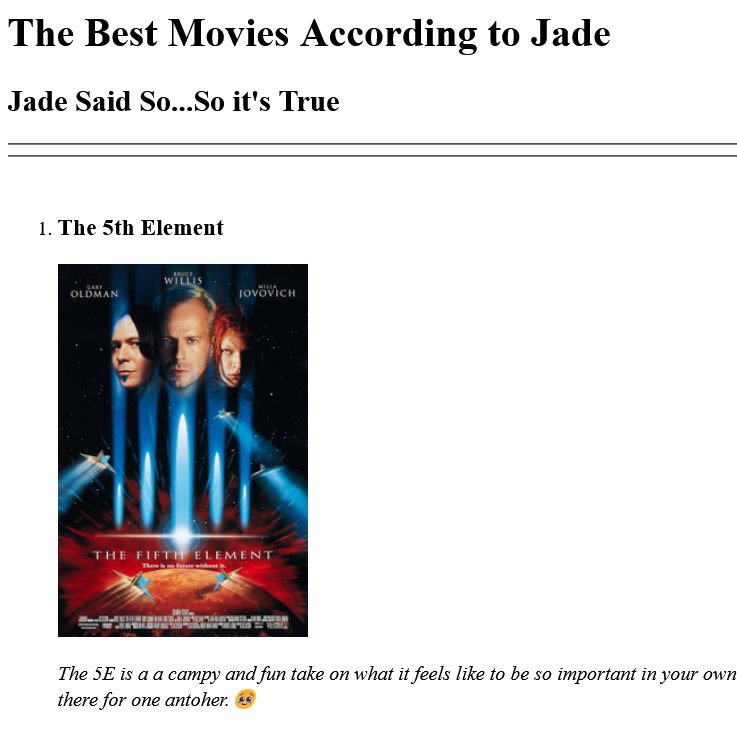 The Best Movies According to Jade
Jade Said So...So it's True
1. The 5th Element
BRUCE
WILLIS
GARY
OLDMAN
MILLA
JOVOVICH
THE FIFTH ELEMENT
There is no future without it.
The 5E is a a campy and fun take on what it feels like to be so important in your own
there for one antoher. 🥹